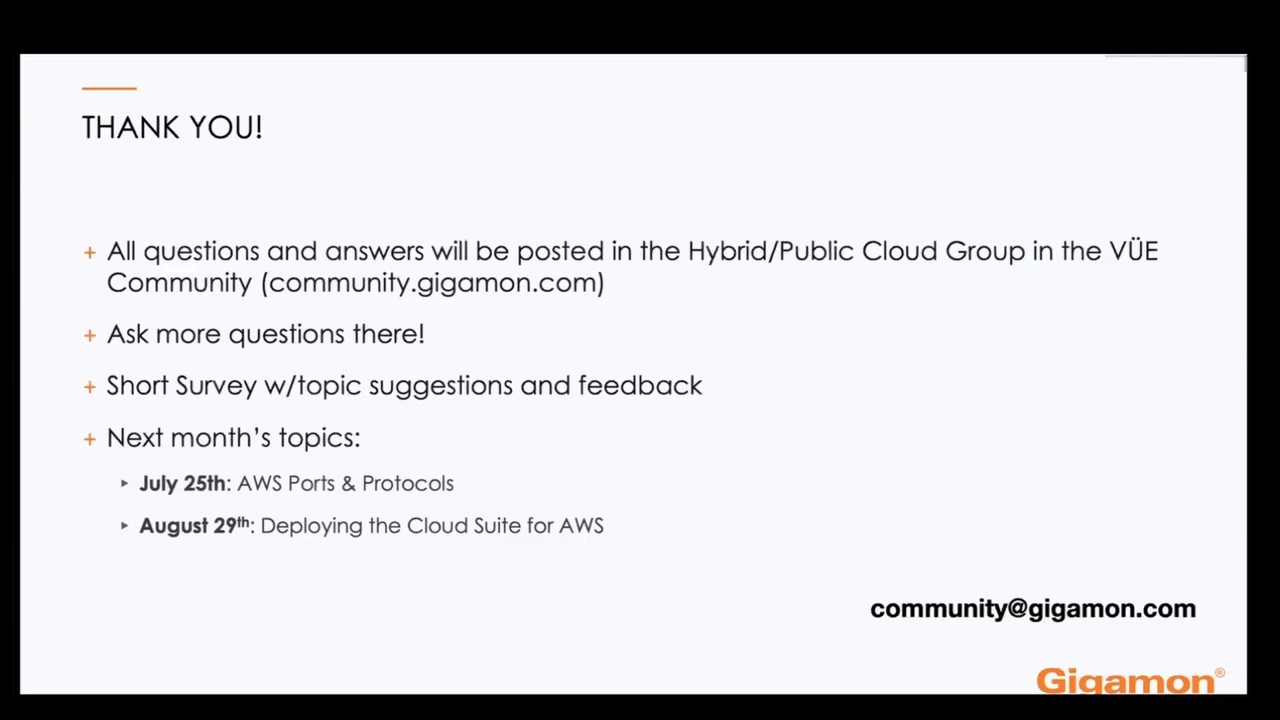 THANK YOU!
+ All questions and answers will be posted in the Hybrid/Public Cloud Group in the VÜE
Community (community.gigamon.com)
+ Ask more questions there!
+ Short Survey w/topic suggestions and feedback
+ Next month’s topics:
▸ July 25th: AWS Ports & Protocols
▸ August 29th: Deploying the Cloud Suite for AWS
community@gigamon.com
Gigamon®